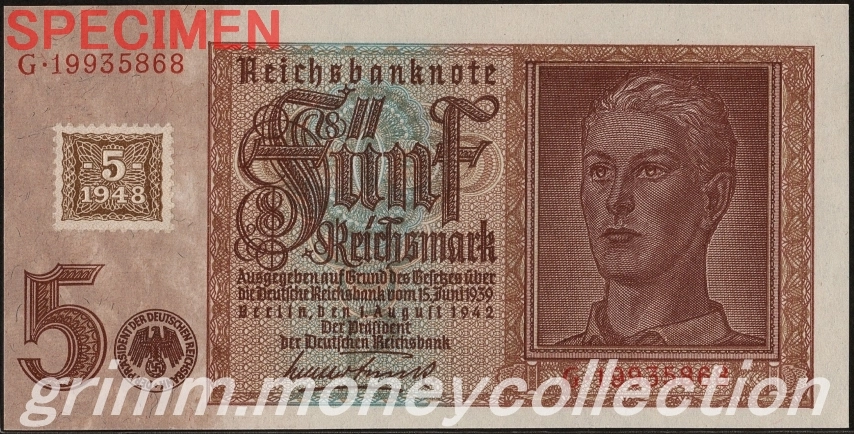 SPECIMEN
G·19935868
Reichsbanknote
-5-
1948
Fünf
Reichsmark
Ausgegeben auf Grund des Gesetzes über
die Deutsche Reichsbank vom 15. Juni 1939
Berlin, den 1. August 1942
Der Präsident
der Deutschen Reichsbank
5
PRÄSIDENT DER DEUTSCHEN REICHSBANK
G·19935868
grimm.moneycollection